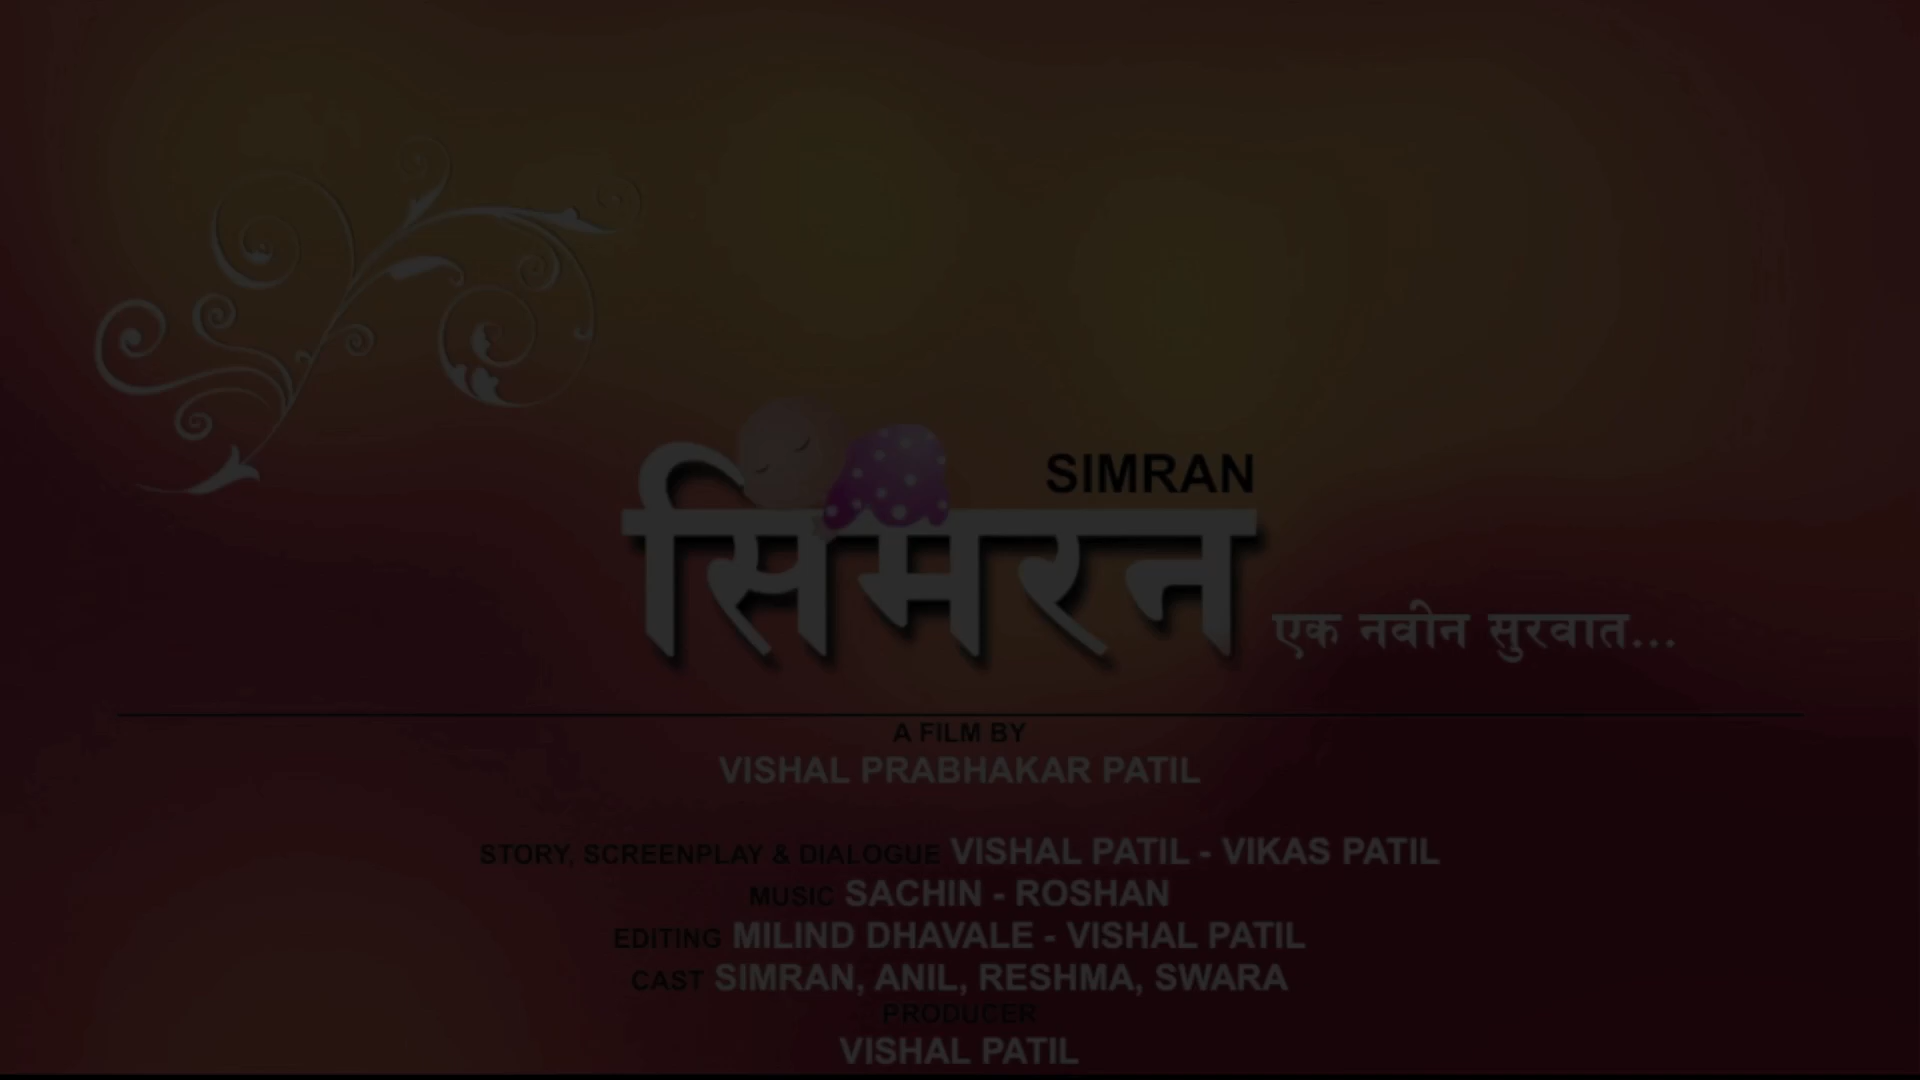 SIMRAN
सिमरन
एक नवीन सुरवात...
A FILM BY
VISHAL PRABHAKAR PATIL
STORY, SCREENPLAY & DIALOGUE VISHAL PATIL - VIKAS PATIL
MUSIC SACHIN - ROSHAN
EDITING MILIND DHAVALE - VISHAL PATIL
CAST SIMRAN, ANIL, RESHMA, SWARA
PRODUCER
VISHAL PATIL